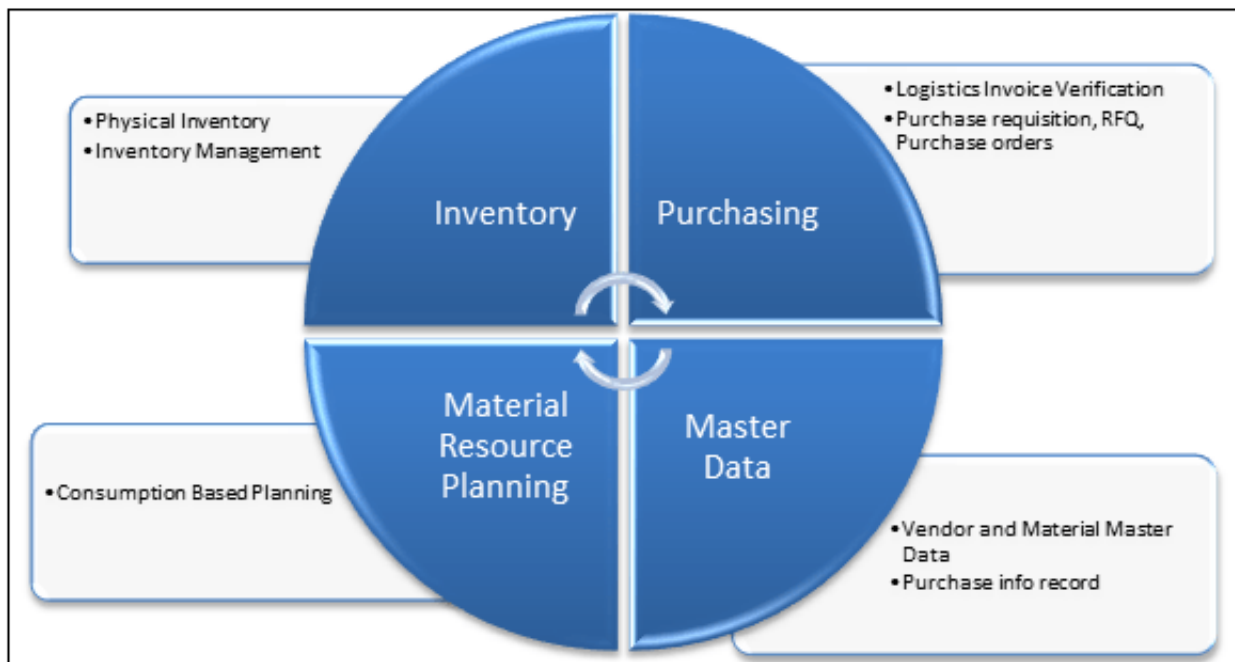 •Physical Inventory
•Inventory Management
Inventory
Purchasing
•Logistics Invoice Verification
•Purchase requisition, RFQ,
Purchase orders
•Consumption Based Planning
Material
Resource
Planning
Master
Data
•Vendor and Material Master
Data
•Purchase info record